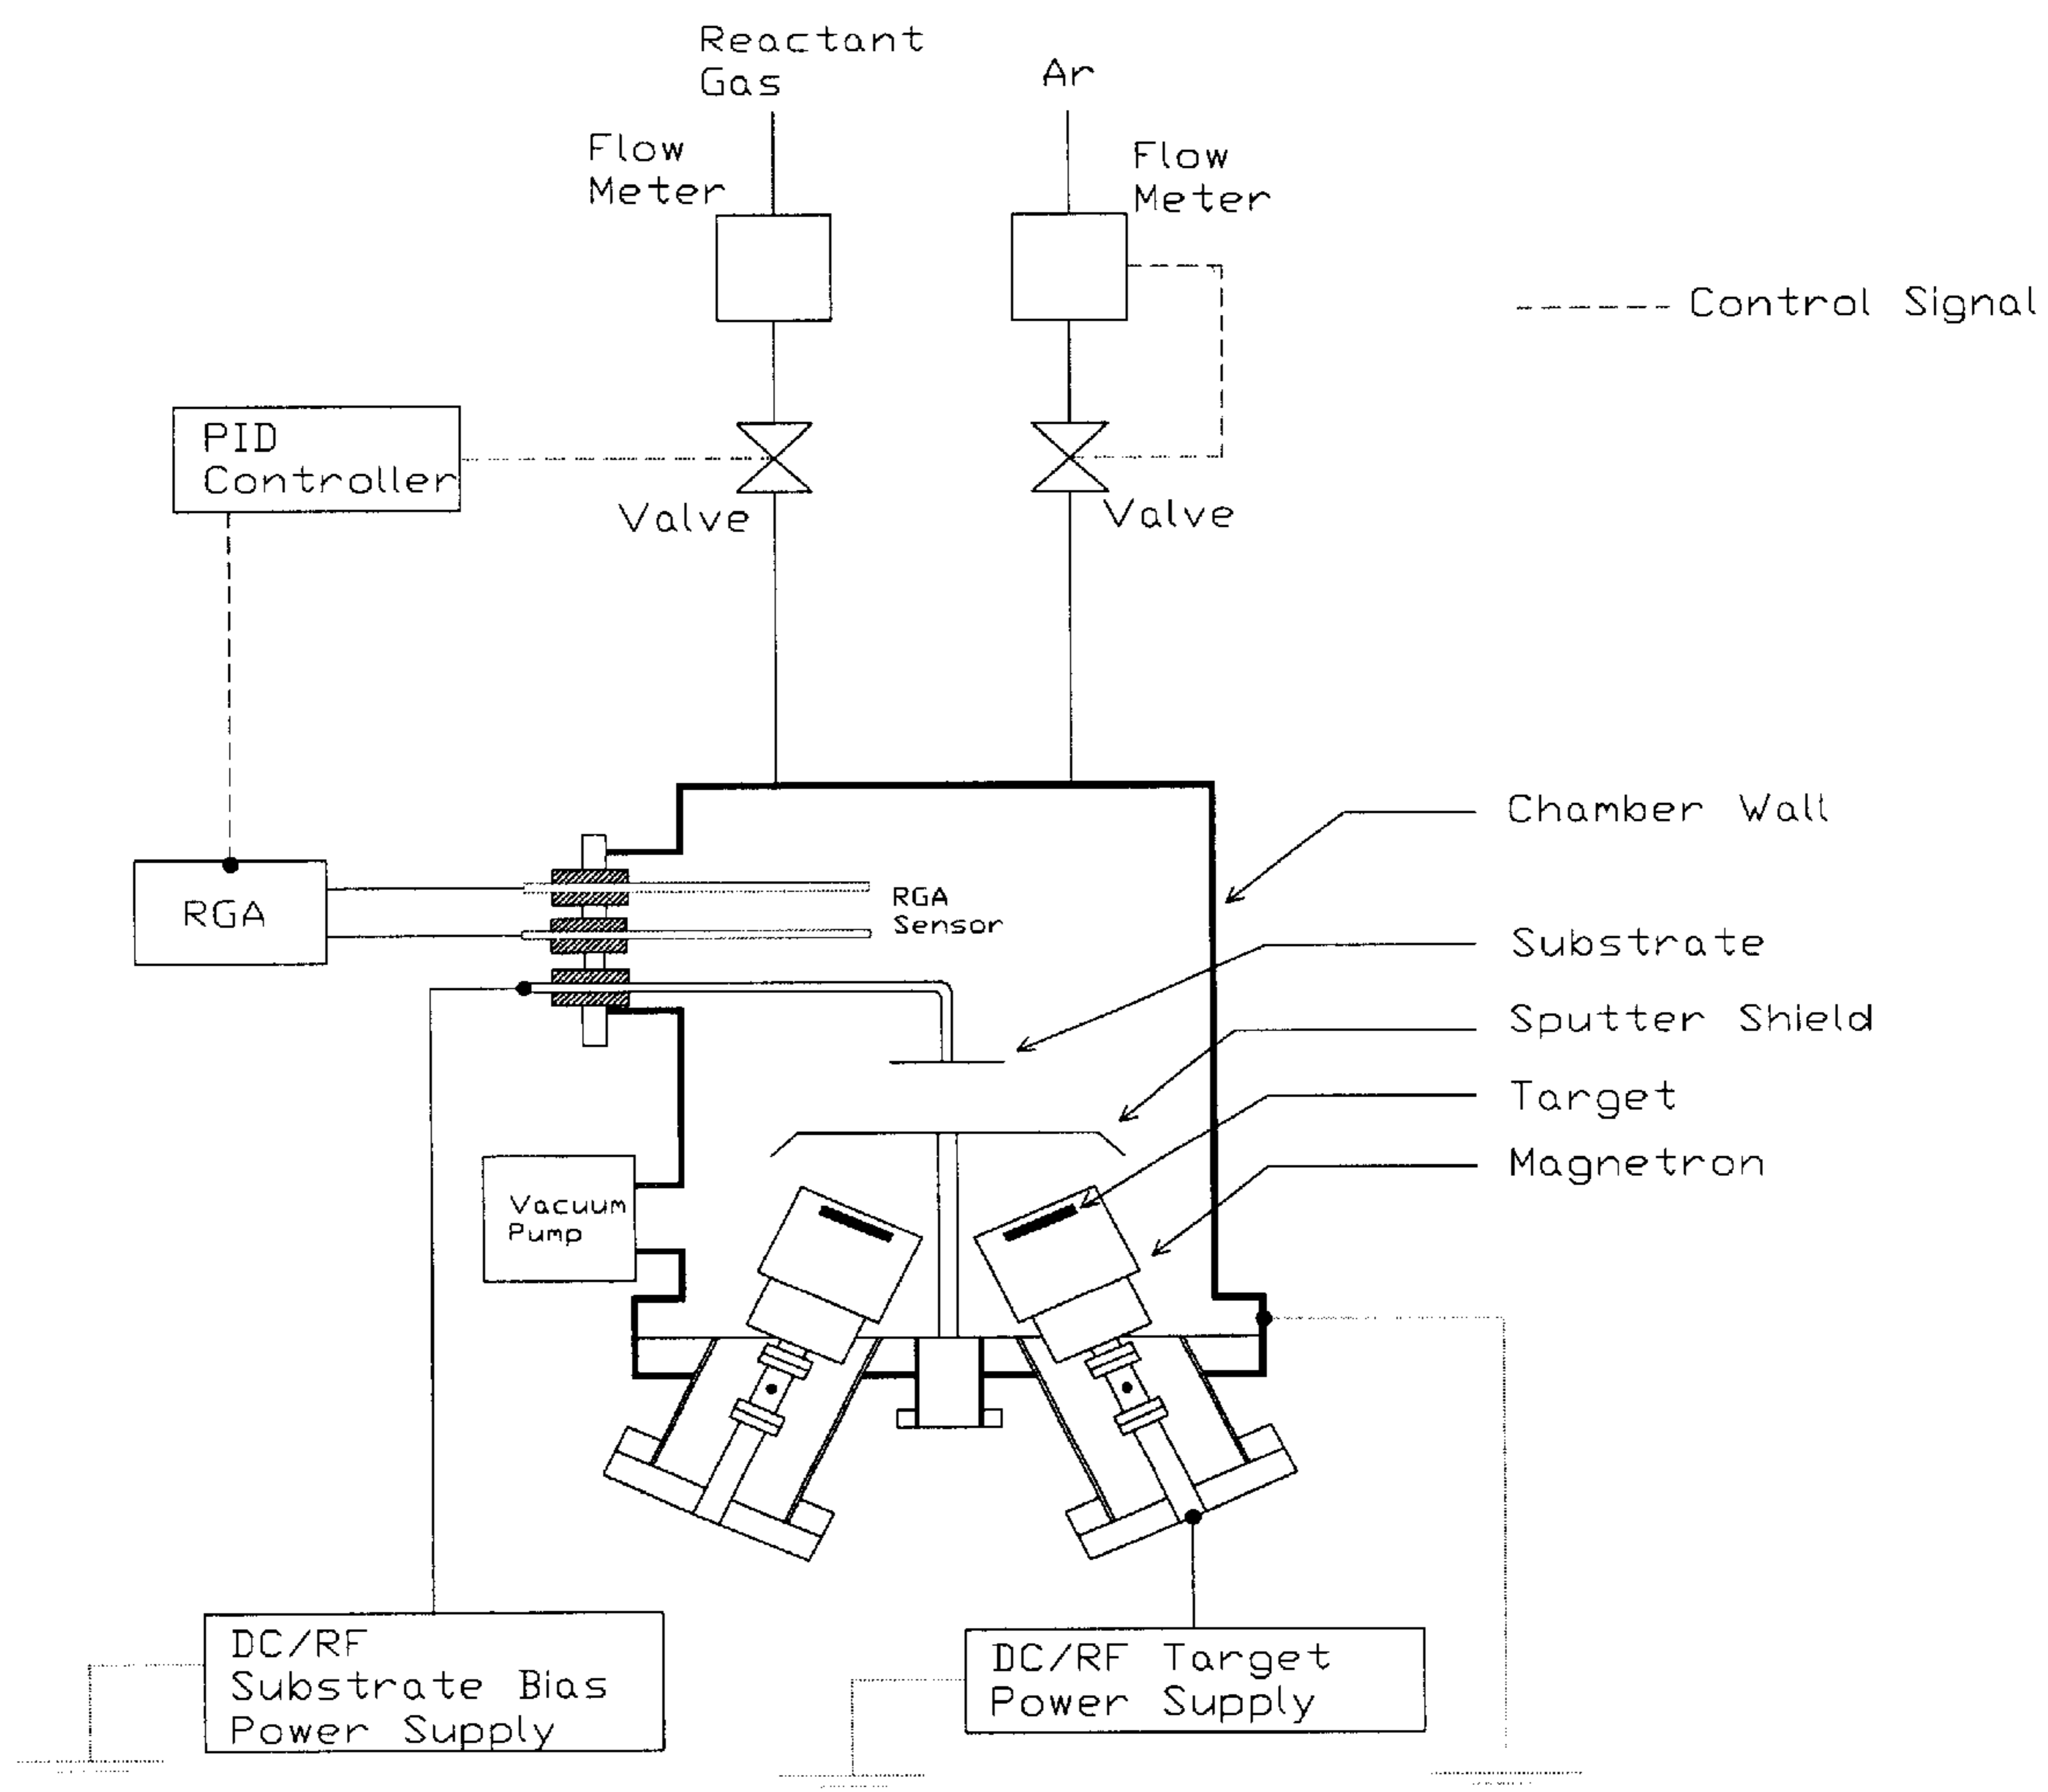 Reactant
Gas
Ar
Flow
Meter
Flow
Meter
Control Signal
PID
Controller
Valve
Valve
Chamber Wall
RGA
RGA
Sensor
Substrate
Sputter Shield
Target
Magnetron
Vacuum
Pump
DC/RF
Substrate Bias
Power Supply
DC/RF Target
Power Supply